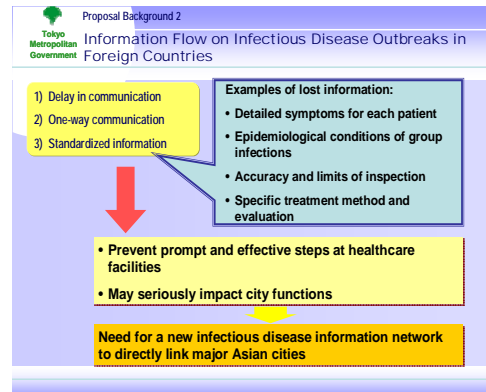 Proposal Background 2
Tokyo
Metropolitan
Government
Information Flow on Infectious Disease Outbreaks in
Foreign Countries
1) Delay in communication
2) One-way communication
3) Standardized information
Examples of lost information:
• Detailed symptoms for each patient
• Epidemiological conditions of group
infections
• Accuracy and limits of inspection
• Specific treatment method and
evaluation
• Prevent prompt and effective steps at healthcare
facilities
• May seriously impact city functions
Need for a new infectious disease information network
to directly link major Asian cities